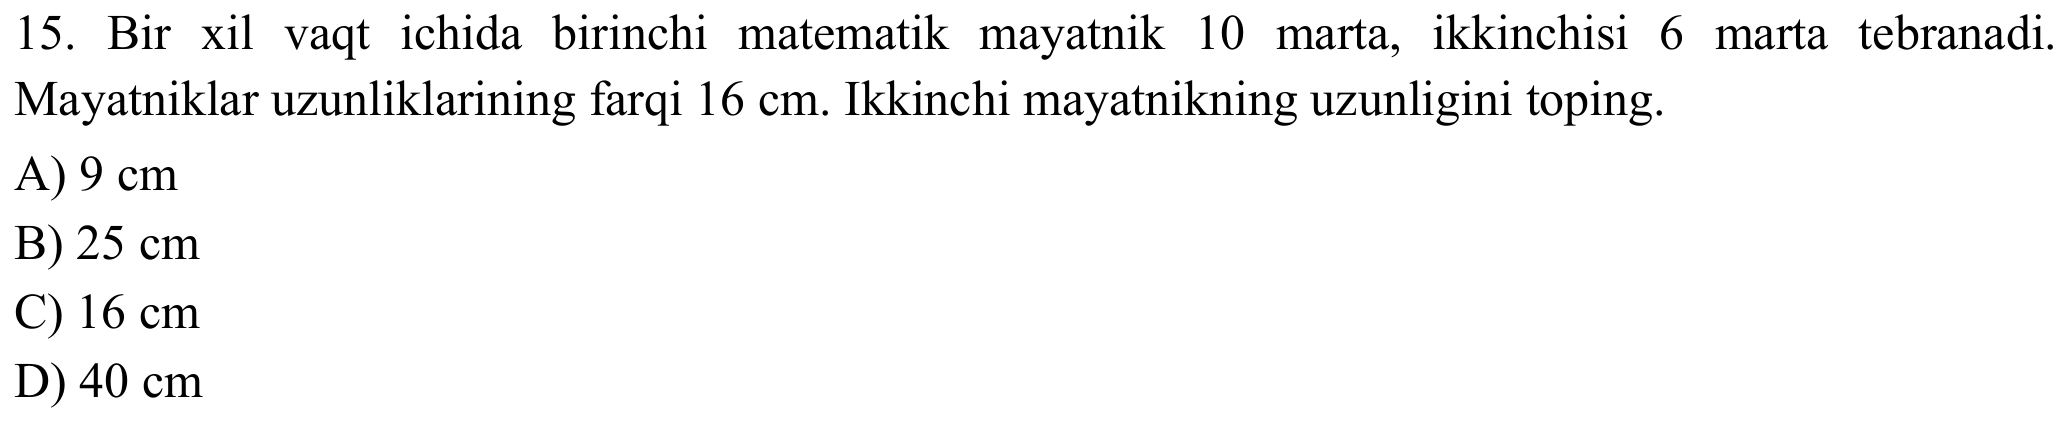 15. Bir xil vaqt ichida birinchi matematik mayatnik 10 marta, ikkinchisi 6 marta tebranadi.
Mayatniklar uzunliklarining farqi 16 cm. Ikkinchi mayatnikning uzunligini toping.
A) 9 cm
B) 25 cm
C) 16 cm
D) 40 cm